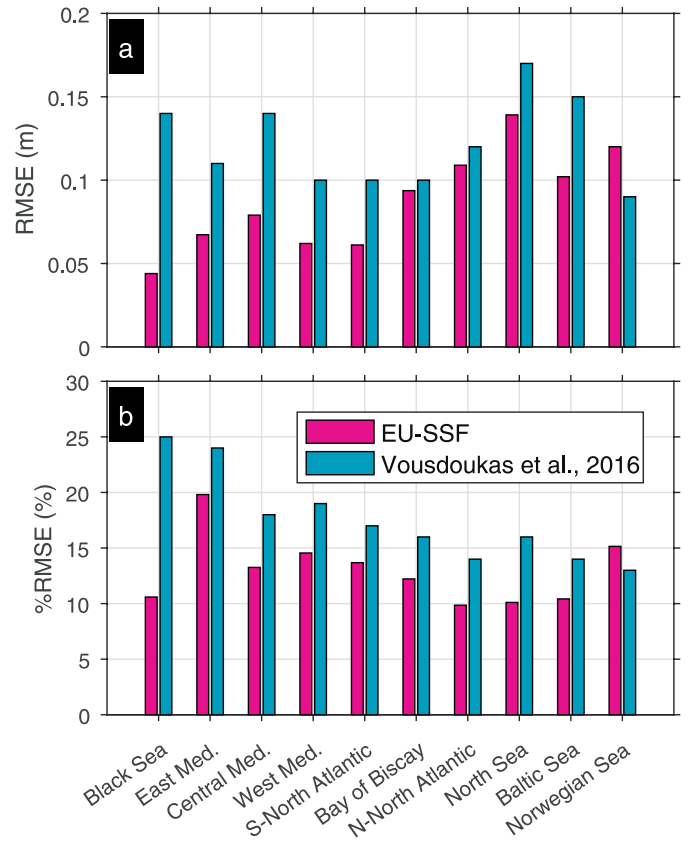 a
RMSE (m)
0.2
0.15
0.1
0.05
0
b
%RMSE (%)
30
25
20
15
10
5
0
EU-SSF
Vousdoukas et al., 2016
Black Sea
East Med.
Central Med.
West Med.
S-North Atlantic
Bay of Biscay
N-North Atlantic
North Sea
Baltic Sea
Norwegian Sea